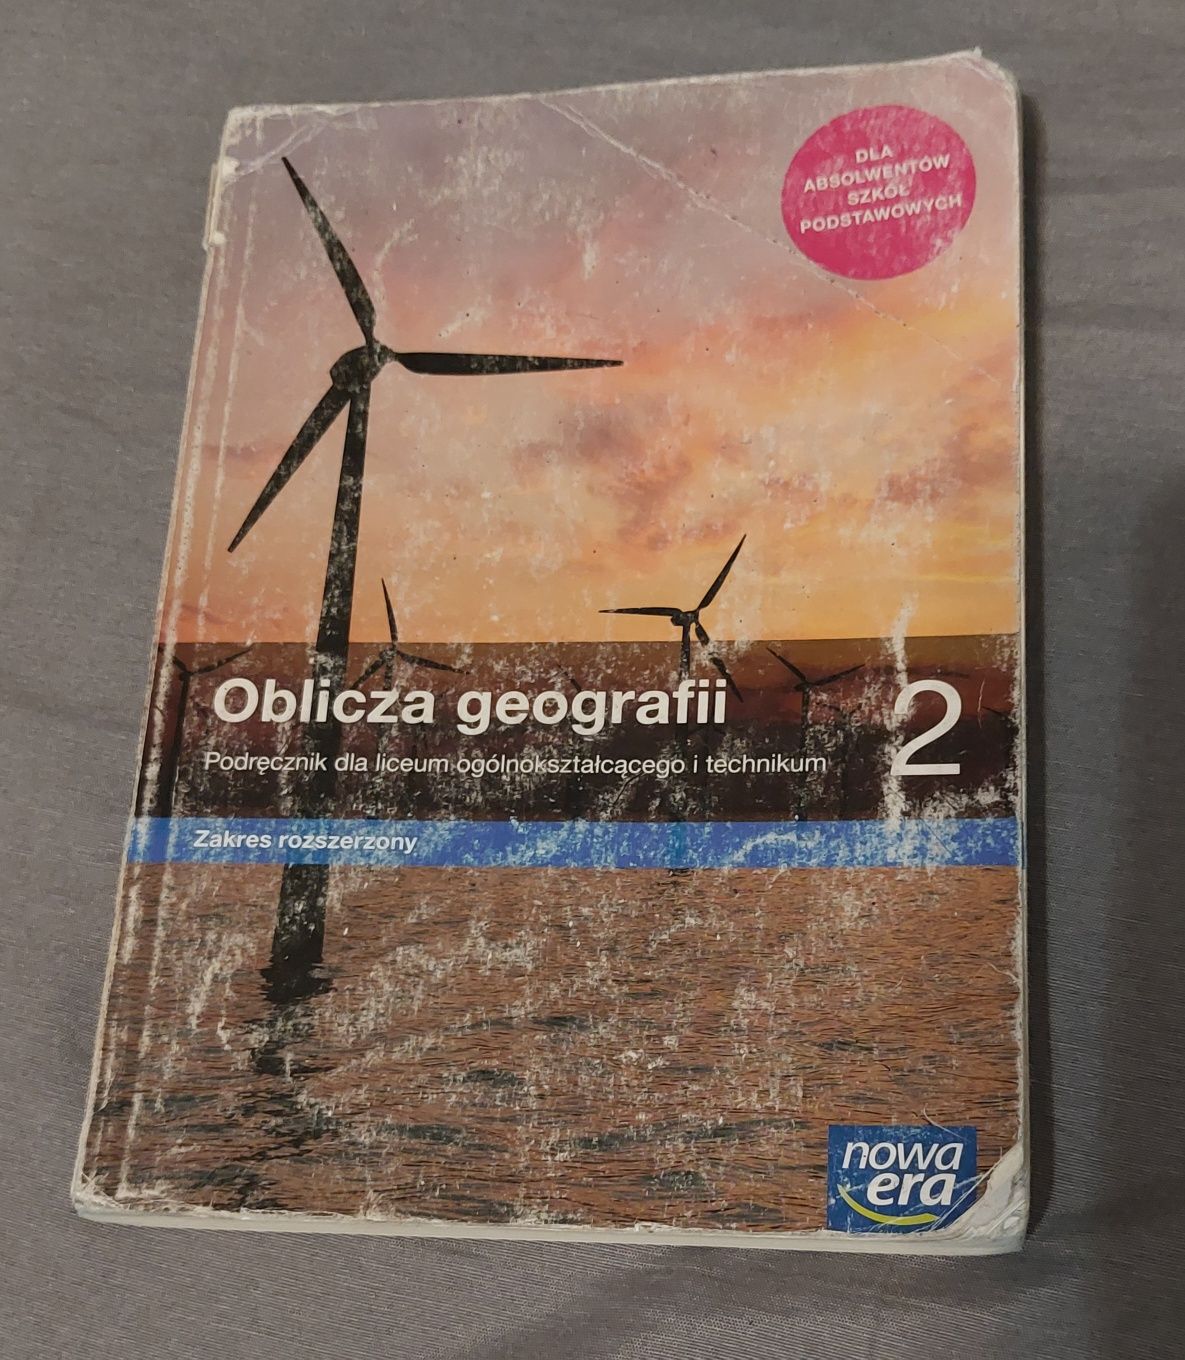 DLA
ABSOLWENTÓW
SZKÓŁ
PODSTAWOWYCH
Oblicza geografii 2
Podręcznik dla liceum ogólnokształcącego i technikum
Zakres rozszerzony
nowa
era